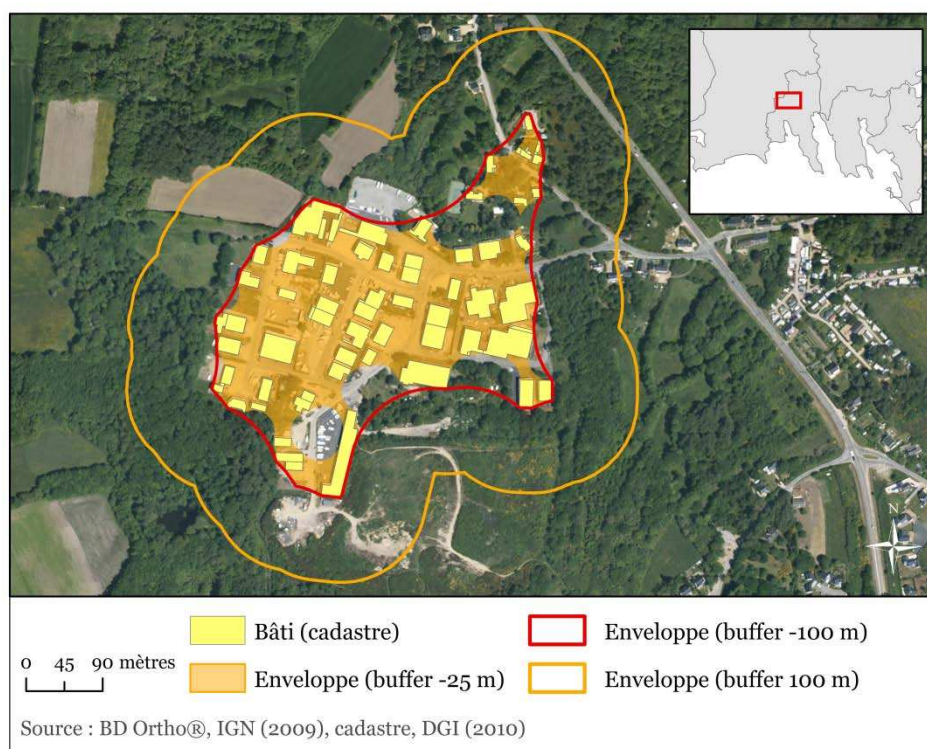 N
Bâti (cadastre)
Enveloppe (buffer -100 m)
0 45 90 mètres
Enveloppe (buffer -25 m)
Enveloppe (buffer 100 m)
Source : BD Ortho®, IGN (2009), cadastre, DGI (2010)